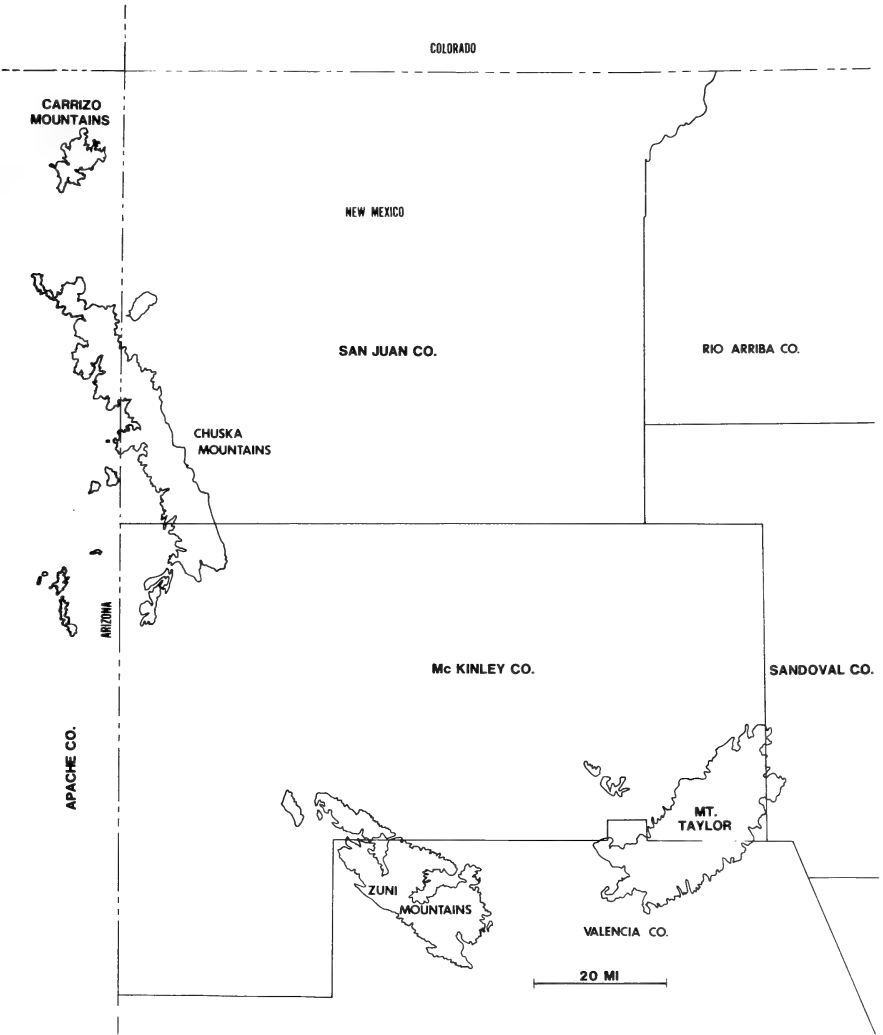 COLORADO
CARRIZO
MOUNTAINS
NEW MEXICO
SAN JUAN CO.
RIO ARRIBA CO.
CHUSKA
MOUNTAINS
ARIZONA
Mc KINLEY CO.
SANDOVAL CO.
APACHE CO.
MT.
TAYLOR
ZUNI
MOUNTAINS
VALENCIA CO.
20 MI